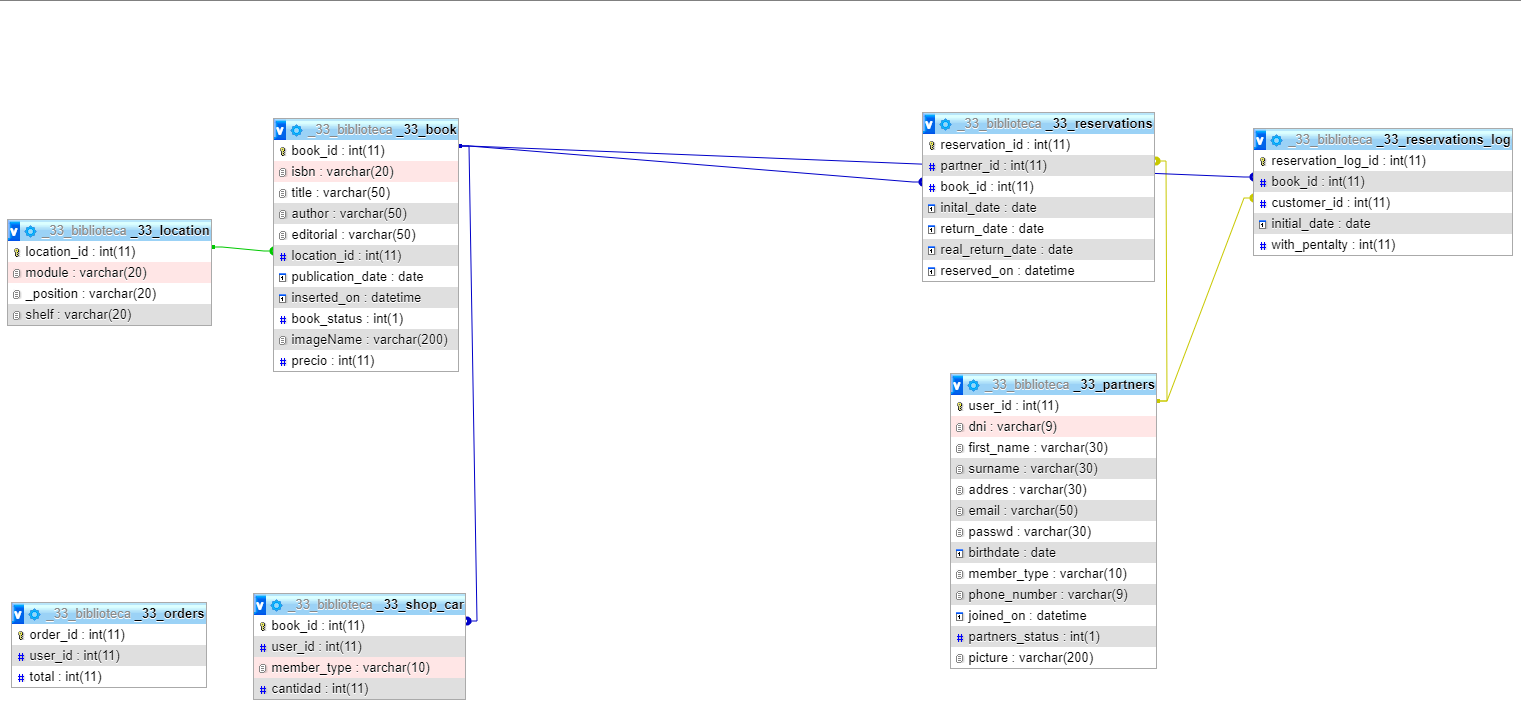 _33_biblioteca _33_location
location_id : int(11)
module : varchar(20)
_position : varchar(20)
shelf : varchar(20)
_33_biblioteca _33_book
book_id : int(11)
isbn : varchar(20)
title : varchar(50)
author : varchar(50)
editorial : varchar(50)
location_id : int(11)
publication_date : date
inserted_on : datetime
book_status : int(1)
imageName : varchar(200)
precio : int(11)
_33_biblioteca _33_reservations
reservation_id : int(11)
partner_id : int(11)
book_id : int(11)
inital_date : date
return_date : date
real_return_date : date
reserved_on : datetime
_33_biblioteca _33_reservations_log
reservation_log_id : int(11)
book_id : int(11)
customer_id : int(11)
initial_date : date
with_pentalty : int(11)
_33_biblioteca _33_partners
user_id : int(11)
dni : varchar(9)
first_name : varchar(30)
surname : varchar(30)
addres : varchar(30)
email : varchar(50)
passwd : varchar(30)
birthdate : date
member_type : varchar(10)
phone_number : varchar(9)
joined_on : datetime
partners_status : int(1)
picture : varchar(200)
_33_biblioteca _33_orders
order_id : int(11)
user_id : int(11)
total : int(11)
_33_biblioteca _33_shop_car
book_id : int(11)
user_id : int(11)
member_type : varchar(10)
cantidad : int(11)